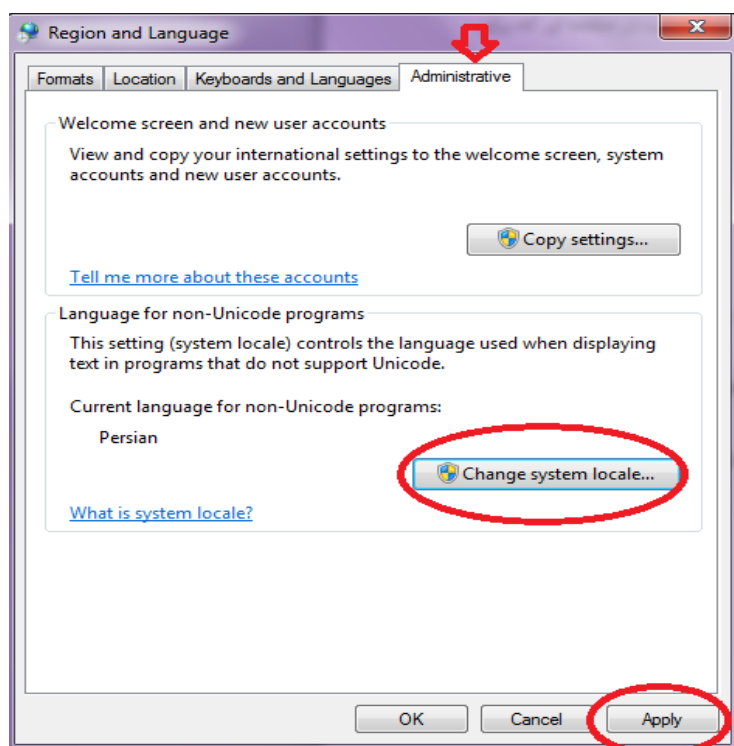 Region and Language
Formats Location Keyboards and Languages Administrative
Welcome screen and new user accounts
View and copy your international settings to the welcome screen, system
accounts and new user accounts.
Copy settings...
Tell me more about these accounts
Language for non-Unicode programs
This setting (system locale) controls the language used when displaying
text in programs that do not support Unicode.
Current language for non-Unicode programs:
Persian
Change system locale...
What is system locale?
OK Cancel Apply